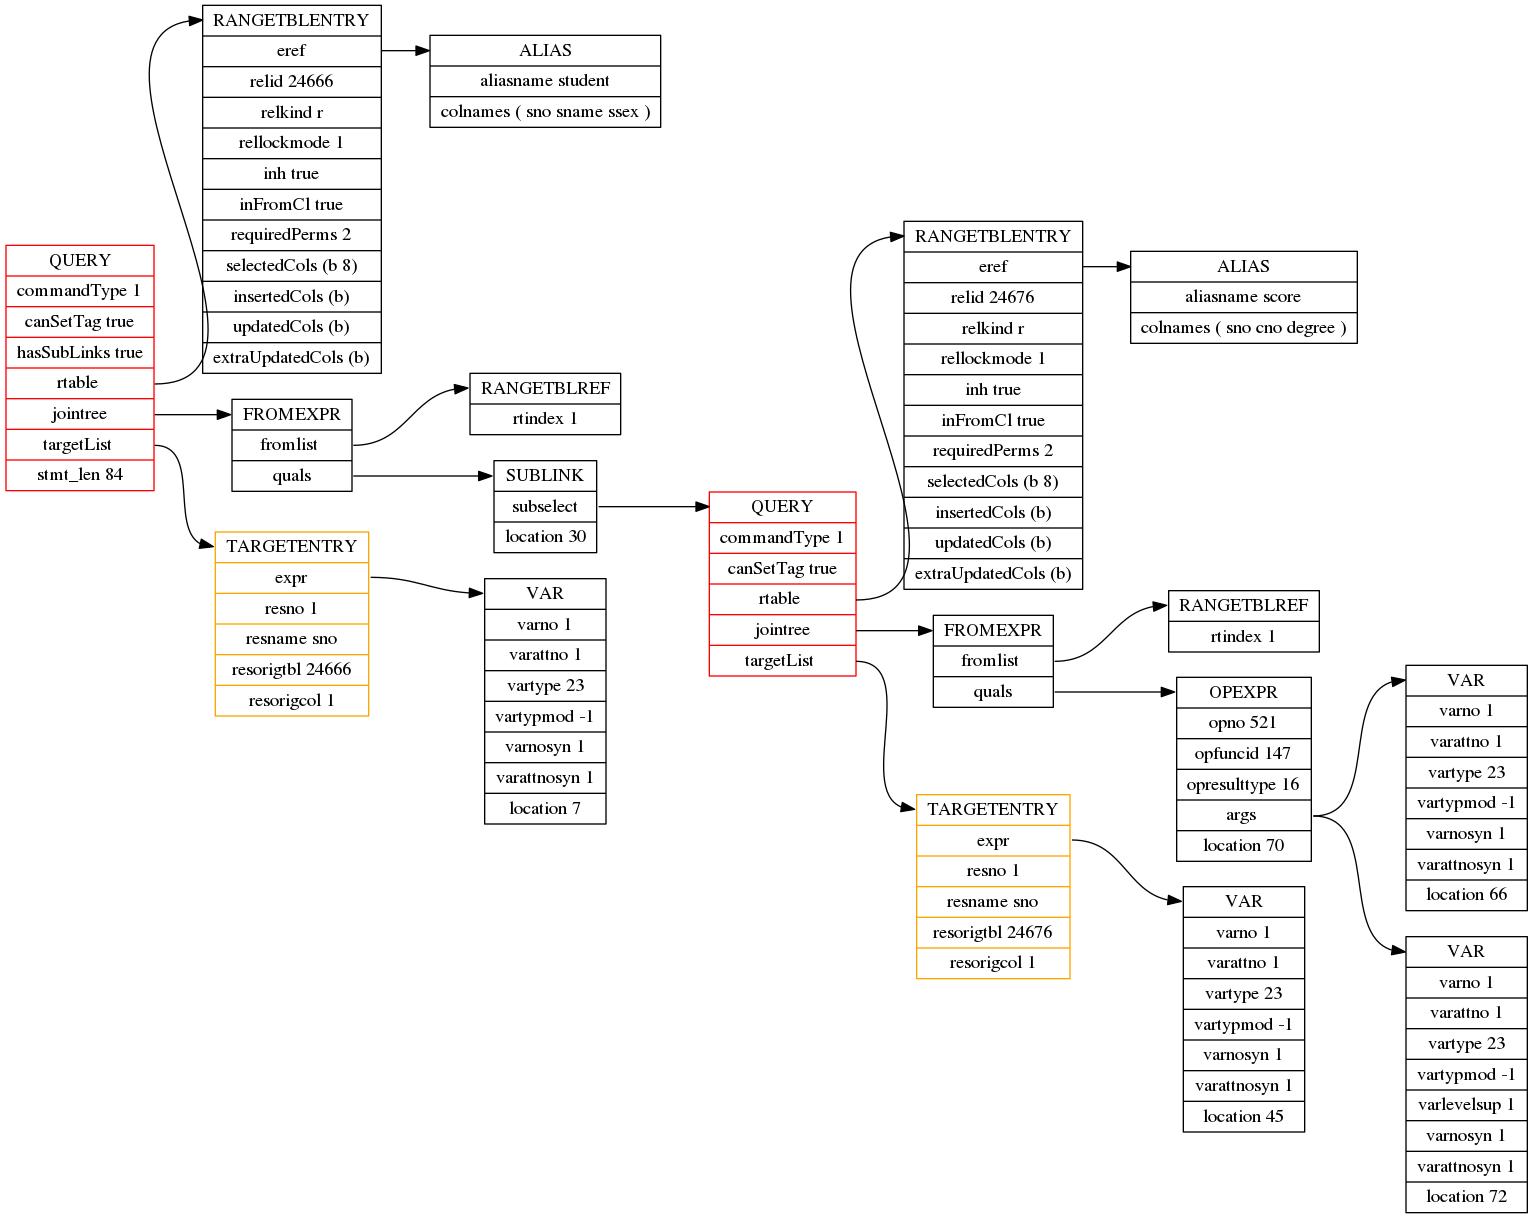 RANGETBLENTRY
eref
relid 24666
relkind r
rellockmode 1
inh true
inFromCl true
requiredPerms 2
selectedCols (b 8)
insertedCols (b)
updatedCols (b)
extraUpdatedCols (b)
ALIAS
aliasname student
colnames ( sno sname ssex )
QUERY
commandType 1
canSetTag true
hasSubLinks true
rtable
jointree
targetList
stmt_len 84
FROMEXPR
fromlist
quals
RANGETBLREF
rtindex 1
SUBLINK
subselect
location 30
TARGETENTRY
expr
resno 1
resname sno
resorigtbl 24666
resorigcol 1
VAR
varno 1
varattno 1
vartype 23
vartypmod -1
varnosyn 1
varattnosyn 1
location 7
QUERY
commandType 1
canSetTag true
rtable
jointree
targetList
RANGETBLENTRY
eref
relid 24676
relkind r
rellockmode 1
inh true
inFromCl true
requiredPerms 2
selectedCols (b 8)
insertedCols (b)
updatedCols (b)
extraUpdatedCols (b)
ALIAS
aliasname score
colnames ( sno cno degree )
FROMEXPR
fromlist
quals
RANGETBLREF
rtindex 1
OPEXPR
opno 521
opfuncid 147
opresulttype 16
args
location 70
TARGETENTRY
expr
resno 1
resname sno
resorigtbl 24676
resorigcol 1
VAR
varno 1
varattno 1
vartype 23
vartypmod -1
varnosyn 1
varattnosyn 1
location 45
VAR
varno 1
varattno 1
vartype 23
vartypmod -1
varnosyn 1
varattnosyn 1
location 66
VAR
varno 1
varattno 1
vartype 23
vartypmod -1
varlevelsup 1
varnosyn 1
varattnosyn 1
location 72